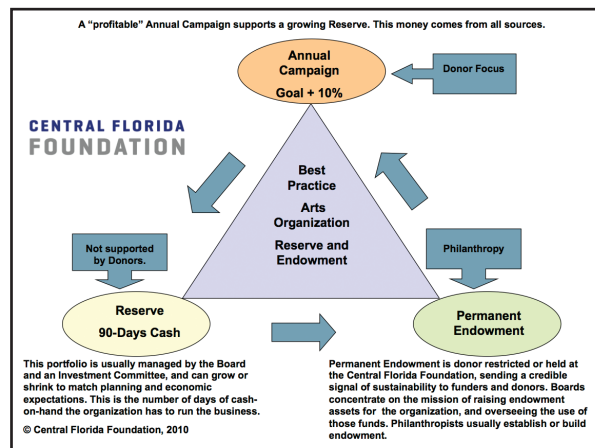 A “profitable” Annual Campaign supports a growing Reserve. This money comes from all sources.
Annual
Campaign
Goal + 10%
Donor Focus
CENTRAL FLORIDA
FOUNDATION
Best
Practice
Arts
Organization
Reserve and
Endowment
Not supported
by Donors.
Philanthropy
Reserve
90-Days Cash
Permanent
Endowment
This portfolio is usually managed by the Board
and an Investment Committee, and can grow or
shrink to match planning and economic
expectations. This is the number of days of cash-
on-hand the organization has to run the business.
© Central Florida Foundation, 2010
Permanent Endowment is donor restricted or held at
the Central Florida Foundation, sending a credible
signal of sustainability to funders and donors. Boards
concentrate on the mission of raising endowment
assets for the organization, and overseeing the use of
those funds. Philanthropists usually establish or build
endowment.